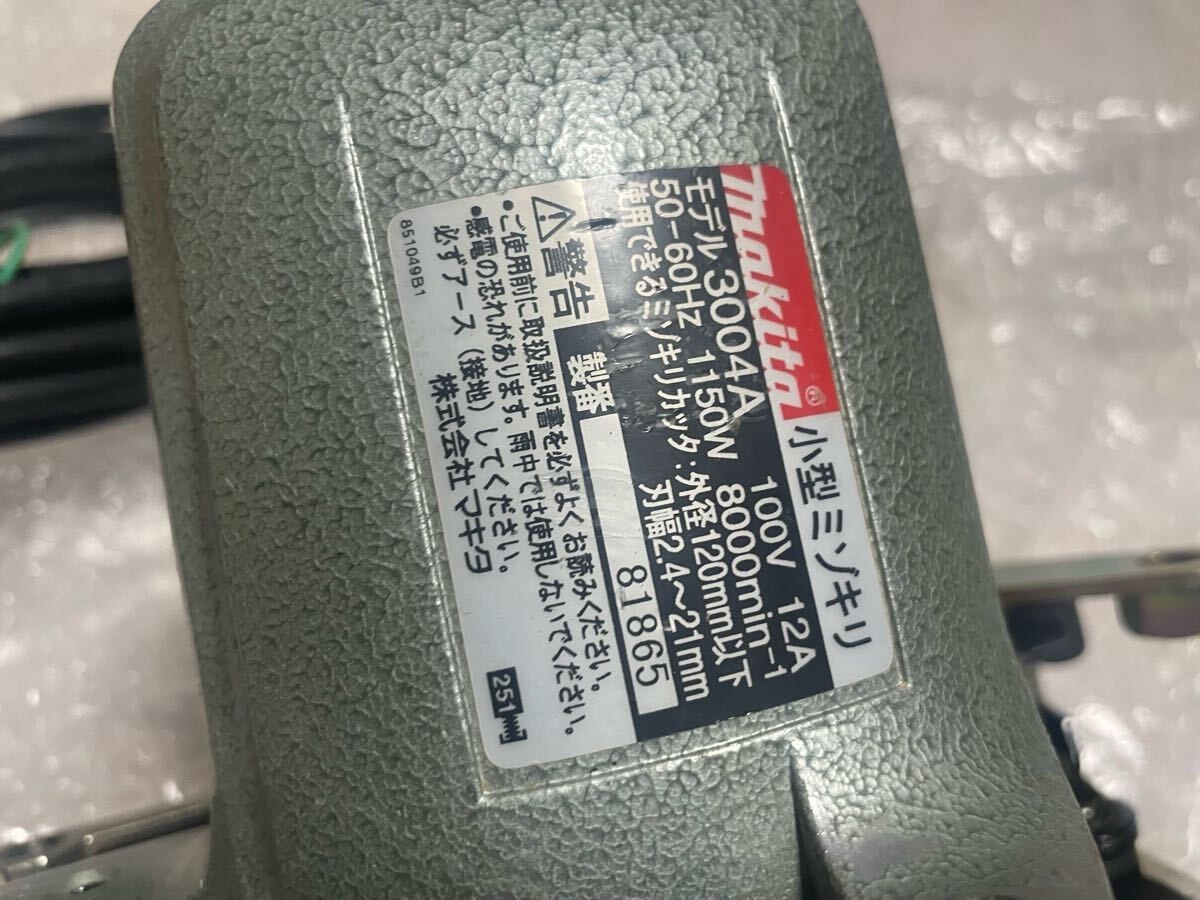 makita® 小型ミゾキリ
モデル 3004A 100V 12A
50-60Hz 1150W 8000min⁻¹
使用できるミゾキリカッタ:外径120mm以下
刃幅2.4～21mm
製番 81865
⚠警告
•ご使用前に取扱説明書を必ずよくお読みください。
•感電の恐れがあります。雨中では使用しないでください。
必ずアース(接地)してください。
株式会社マキタ
851049B1
251